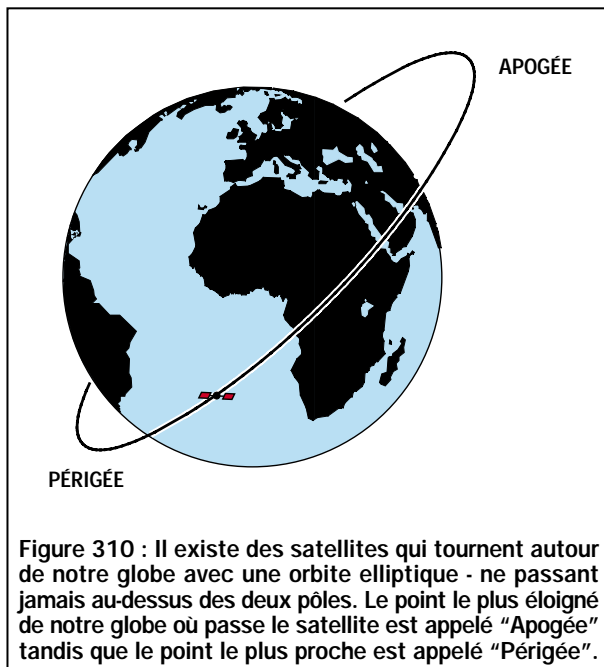 APOGÉE
PÉRIGÉE
Figure 310 : Il existe des satellites qui tournent autour
de notre globe avec une orbite elliptique - ne passant
jamais au-dessus des deux pôles. Le point le plus éloigné
de notre globe où passe le satellite est appelé “Apogée”
tandis que le point le plus proche est appelé “Périgée”.